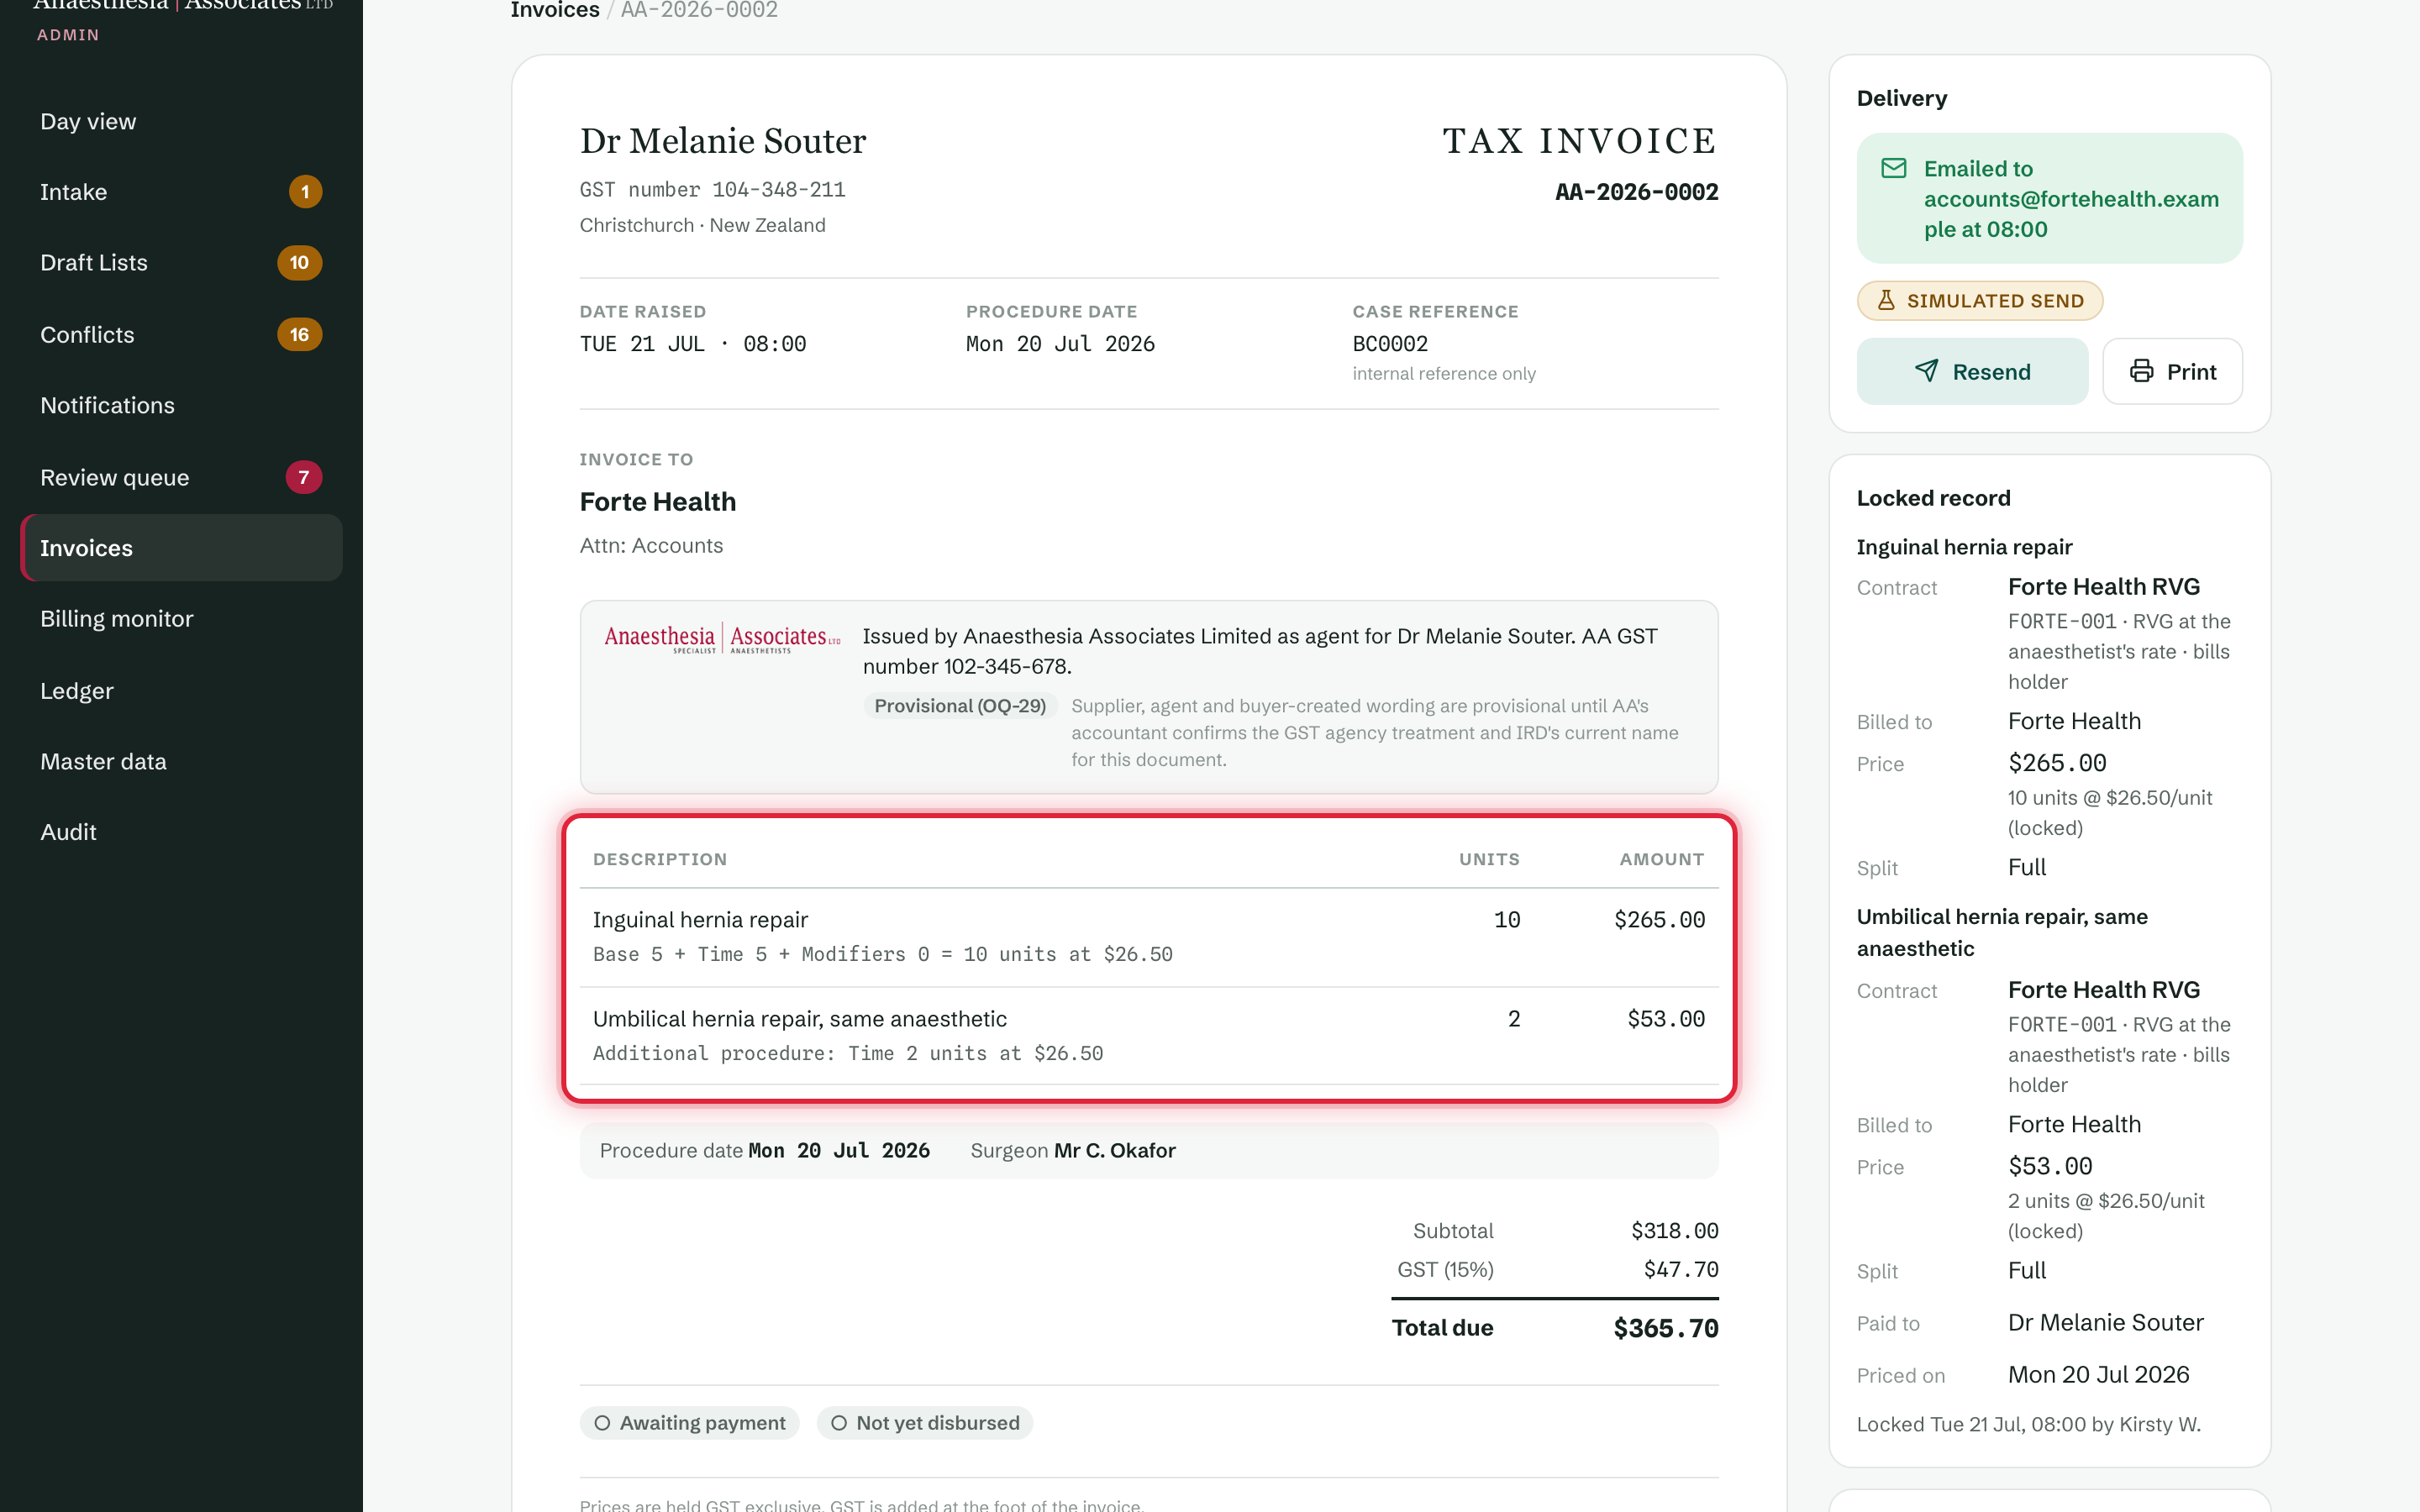 Anaesthesia | Associates LTD
ADMIN
Day view
Intake 1
Draft Lists 10
Conflicts 16
Notifications
Review queue 7
Invoices
Billing monitor
Ledger
Master data
Audit
Invoices / AA-2026-0002
Dr Melanie Souter
TAX INVOICE
GST number 104-348-211
AA-2026-0002
Christchurch · New Zealand
DATE RAISED
TUE 21 JUL · 08:00
PROCEDURE DATE
Mon 20 Jul 2026
CASE REFERENCE
BC0002
internal reference only
INVOICE TO
Forte Health
Attn: Accounts
Anaesthesia | Associates LTD
SPECIALIST ANAESTHETISTS
Issued by Anaesthesia Associates Limited as agent for Dr Melanie Souter. AA GST
number 102-345-678.
Provisional (OQ-29)
Supplier, agent and buyer-created wording are provisional until AA's
accountant confirms the GST agency treatment and IRD's current name
for this document.
DESCRIPTION UNITS AMOUNT
Inguinal hernia repair 10 $265.00
Base 5 + Time 5 + Modifiers 0 = 10 units at $26.50
Umbilical hernia repair, same anaesthetic 2 $53.00
Additional procedure: Time 2 units at $26.50
Procedure date Mon 20 Jul 2026 Surgeon Mr C. Okafor
Subtotal $318.00
GST (15%) $47.70
Total due $365.70
Awaiting payment
Not yet disbursed
Prices are held GST exclusive. GST is added at the foot of the invoice.
Delivery
Emailed to
accounts@fortehealth.exam
ple at 08:00
SIMULATED SEND
Resend
Print
Locked record
Inguinal hernia repair
Contract Forte Health RVG
FORTE-001 · RVG at the
anaesthetist's rate · bills
holder
Billed to Forte Health
Price $265.00
10 units @ $26.50/unit
(locked)
Split Full
Umbilical hernia repair, same
anaesthetic
Contract Forte Health RVG
FORTE-001 · RVG at the
anaesthetist's rate · bills
holder
Billed to Forte Health
Price $53.00
2 units @ $26.50/unit
(locked)
Split Full
Paid to Dr Melanie Souter
Priced on Mon 20 Jul 2026
Locked Tue 21 Jul, 08:00 by Kirsty W.